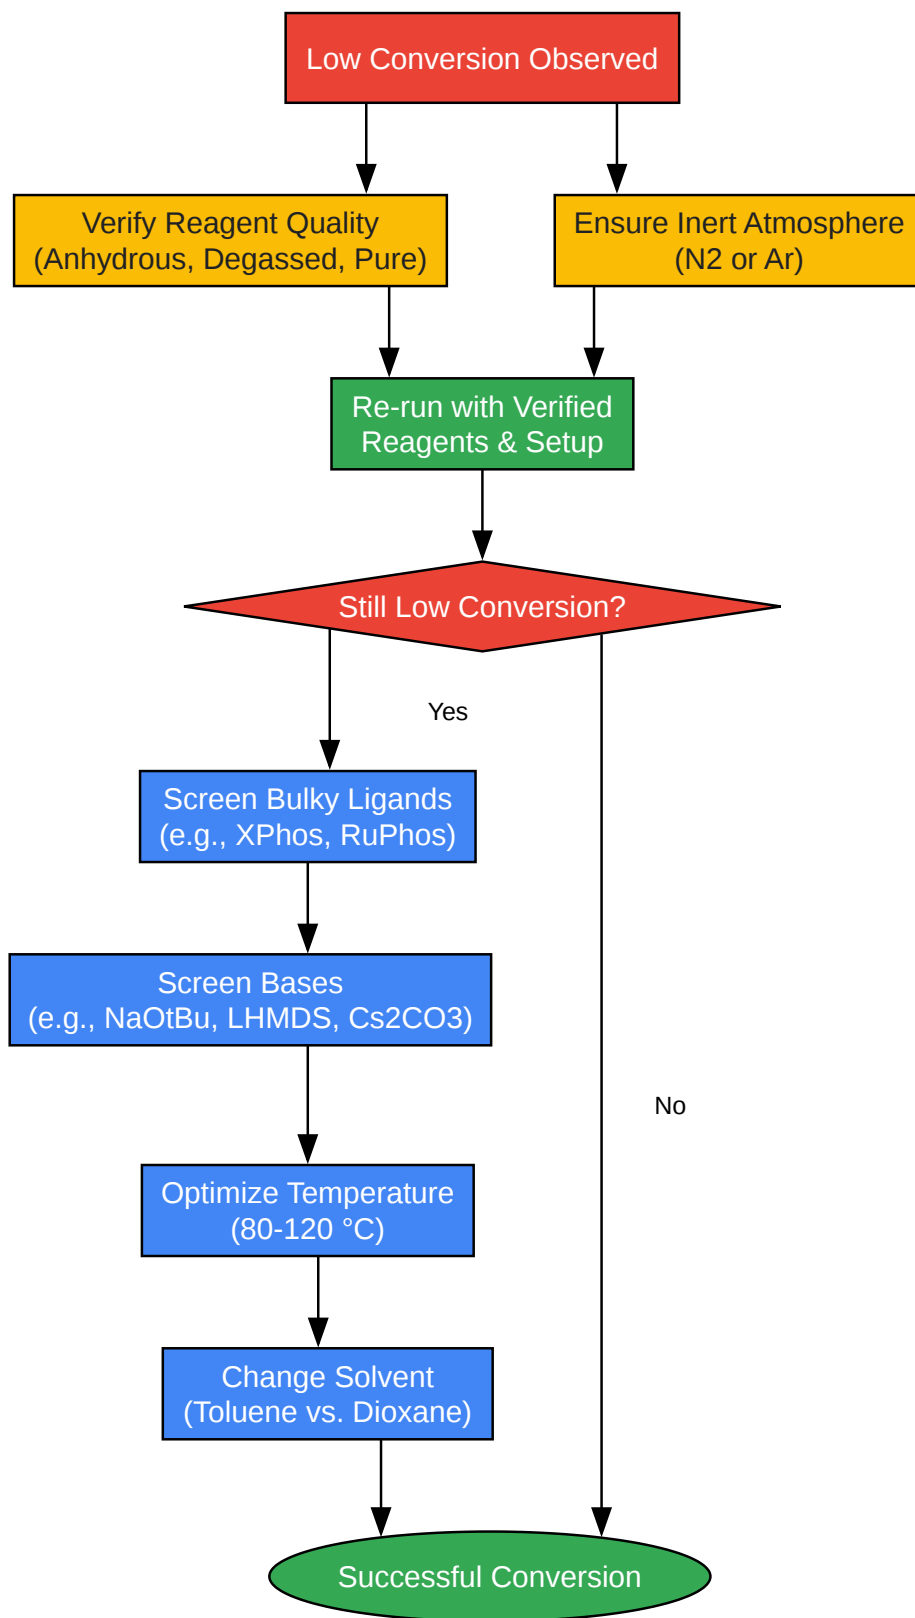 Low Conversion Observed
Verify Reagent Quality
(Anhydrous, Degassed, Pure)
Ensure Inert Atmosphere
(N2 or Ar)
Re-run with Verified
Reagents & Setup
Still Low Conversion?
Yes
Screen Bulky Ligands
(e.g., XPhos, RuPhos)
Screen Bases
(e.g., NaOtBu, LHMDS, Cs2CO3)
No
Optimize Temperature
(80-120 °C)
Change Solvent
(Toluene vs. Dioxane)
Successful Conversion